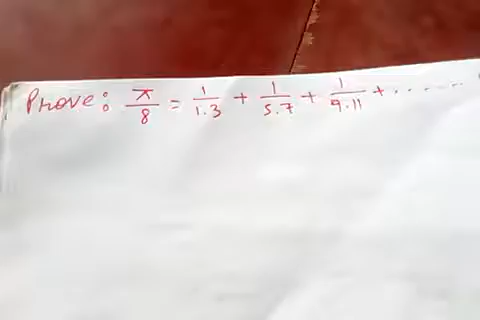 Prove: π/8 = 1/1.3 + 1/5.7 + 1/9.11 + .......